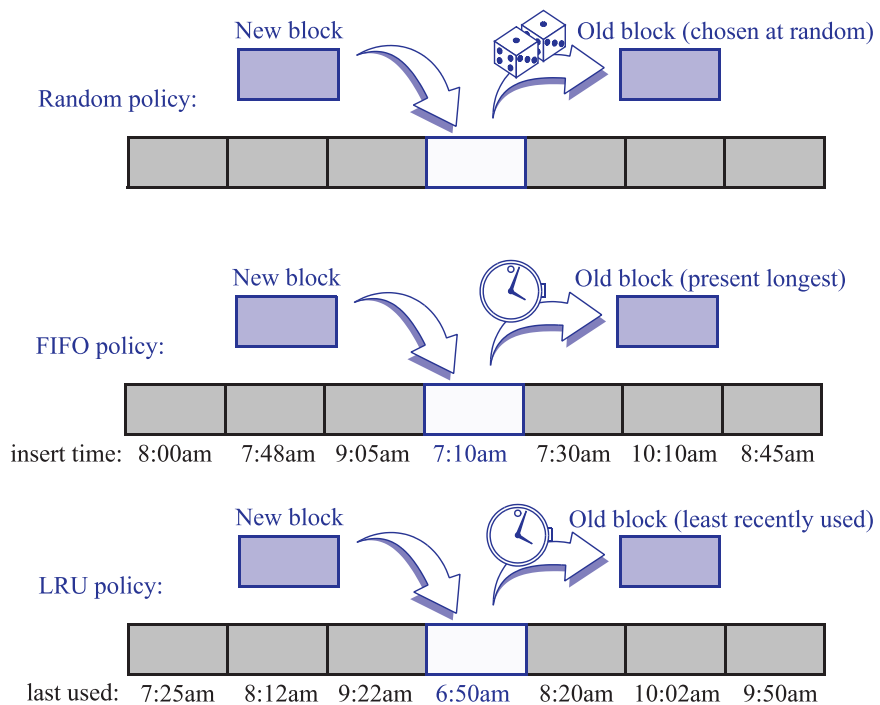 New block
Old block (chosen at random)
Random policy:
New block
Old block (present longest)
FIFO policy:
insert time: 8:00am 7:48am 9:05am 7:10am 7:30am 10:10am 8:45am
New block
Old block (least recently used)
LRU policy:
last used: 7:25am 8:12am 9:22am 6:50am 8:20am 10:02am 9:50am